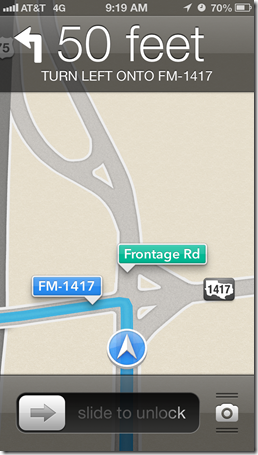 AT&T 4G 9:19 AM 70%
50 feet
TURN LEFT ONTO FM-1417
75
Frontage Rd
FM-1417
1417
slide to unlock